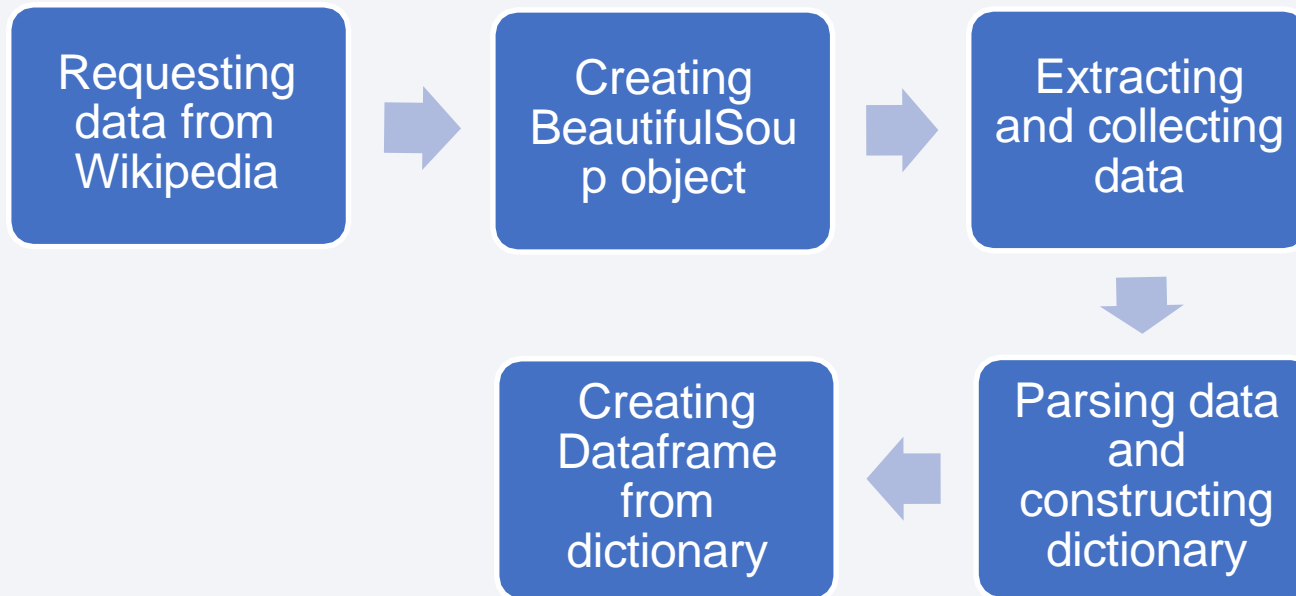 Requesting
data from
Wikipedia
Creating
BeautifulSou
p object
Extracting
and collecting
data
Parsing data
and
constructing
dictionary
Creating
Dataframe
from
dictionary